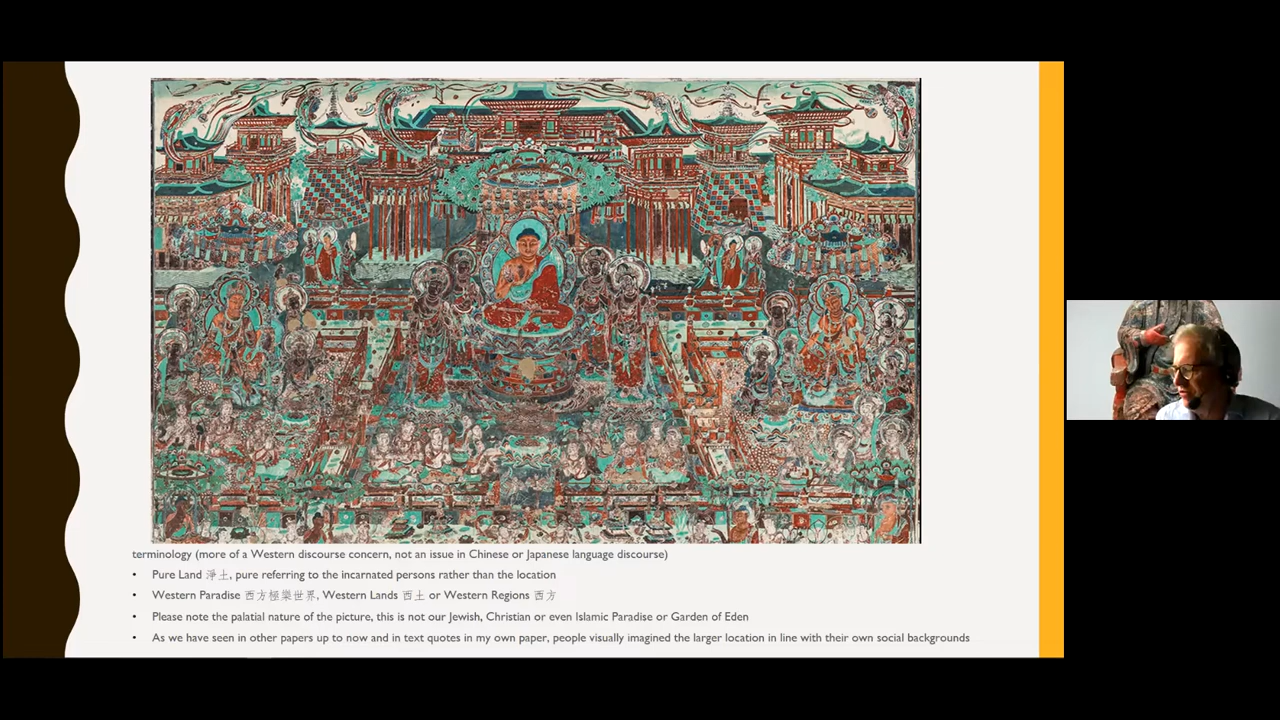 terminology (more of a Western discourse concern, not an issue in Chinese or Japanese language discourse)
• Pure Land 淨土, pure referring to the incarnated persons rather than the location
• Western Paradise 西方極樂世界, Western Lands 西土 or Western Regions 西方
• Please note the palatial nature of the picture, this is not our Jewish, Christian or even Islamic Paradise or Garden of Eden
• As we have seen in other papers up to now and in text quotes in my own paper, people visually imagined the larger location in line with their own social backgrounds